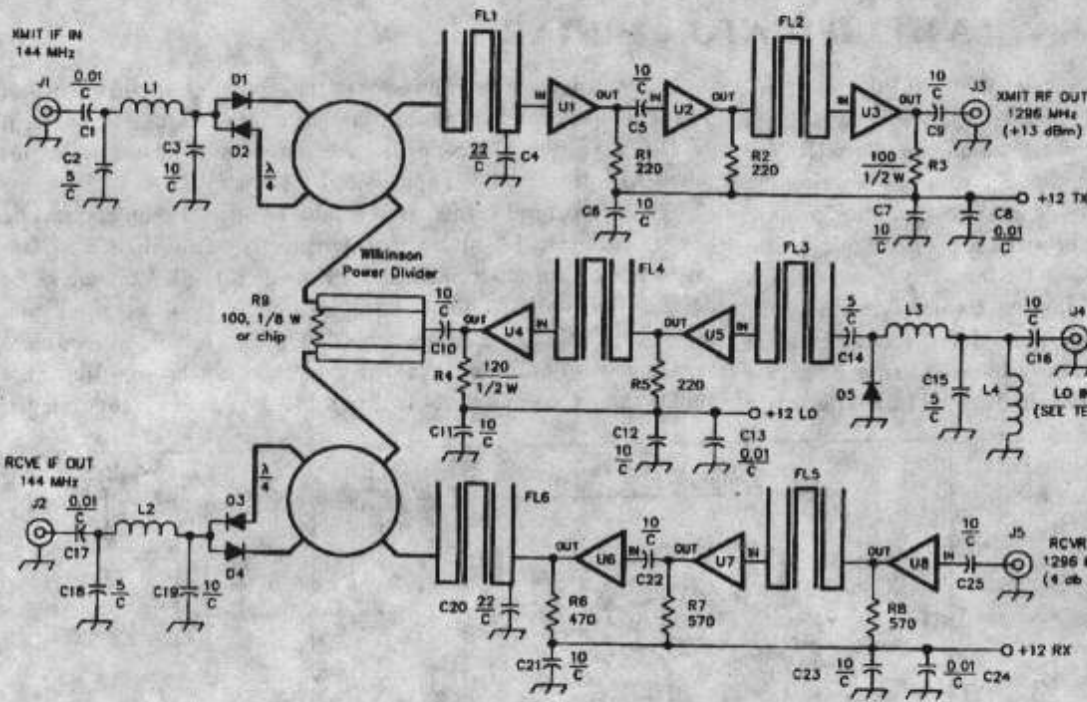 FL1
FL2
XMIT IF IN
144 MHz
J1
0.01
C
C1
L1
D1
D2
C2
5
C
C3
10
C
λ
4
22
C
C4
IN
U1
OUT
10
C
C5
IN
U2
OUT
R1
220
R2
220
C6
10
C
IN
U3
OUT
10
C
C9
J3
XMIT RF OUT
1296 MHz
(+13 dBm)
100
1/2 W
R3
+12 TX
C7
10
C
C8
0.01
C
Wilkinson
Power Divider
R9
100, 1/8 W
or chip
10
C
C10
OUT
U4
IN
FL4
R4
120
1/2 W
OUT
U5
IN
R5
220
FL3
5
C
C14
L3
D5
C15
5
C
L4
10
C
C16
J4
LO IN
(SEE TE
+12 LO
C11
10
C
C12
10
C
C13
0.01
C
RCVE IF OUT
144 MHz
J2
0.01
C
C17
L2
D3
D4
λ
4
C18
5
C
C19
10
C
FL6
C20
22
C
OUT
U6
IN
10
C
C22
OUT
U7
IN
FL5
OUT
U8
IN
10
C
C25
J5
RCVR
1296
(4 db
R6
470
R7
570
R8
570
+12 RX
C21
10
C
C23
10
C
0.01
C
C24